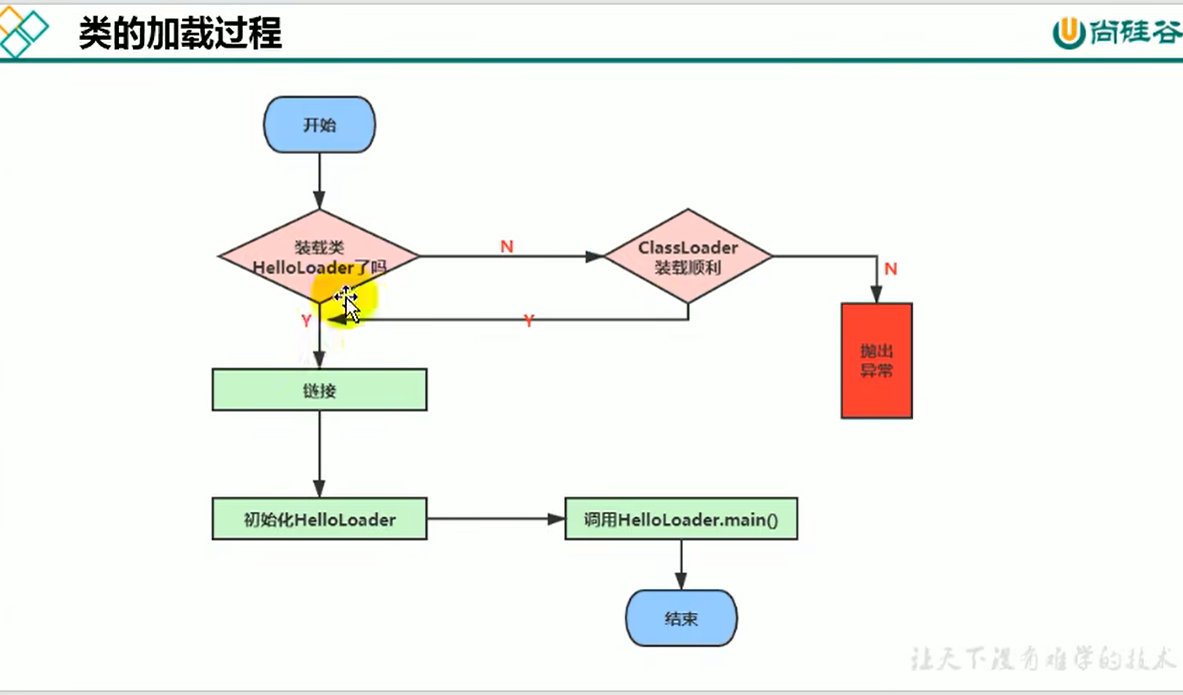 类的加载过程
尚硅谷
开始
装载类
HelloLoader了吗
N
ClassLoader
装载顺利
N
Y
Y
抛出
异常
链接
初始化HelloLoader
调用HelloLoader.main()
结束
让天下没有难学的技术